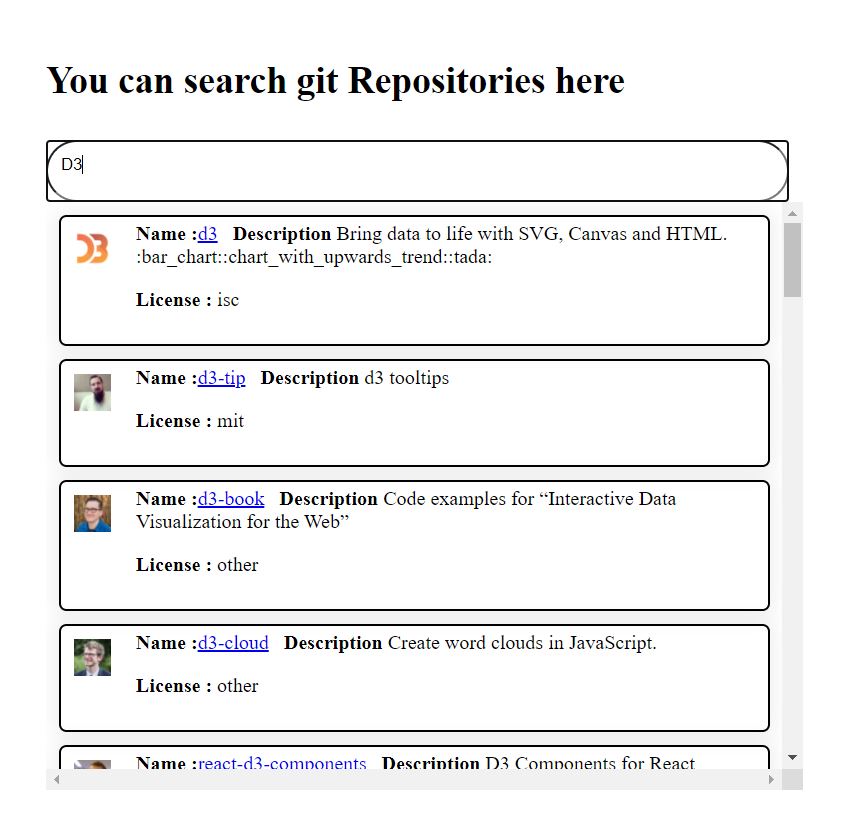 You can search git Repositories here
D3
D3
Name :d3 Description Bring data to life with SVG, Canvas and HTML.
:bar_chart::chart_with_upwards_trend::tada:
License : isc
Name :d3-tip Description d3 tooltips
License : mit
Name :d3-book Description Code examples for “Interactive Data
Visualization for the Web”
License : other
Name :d3-cloud Description Create word clouds in JavaScript.
License : other
Name :react-d3-components Description D3 Components for React